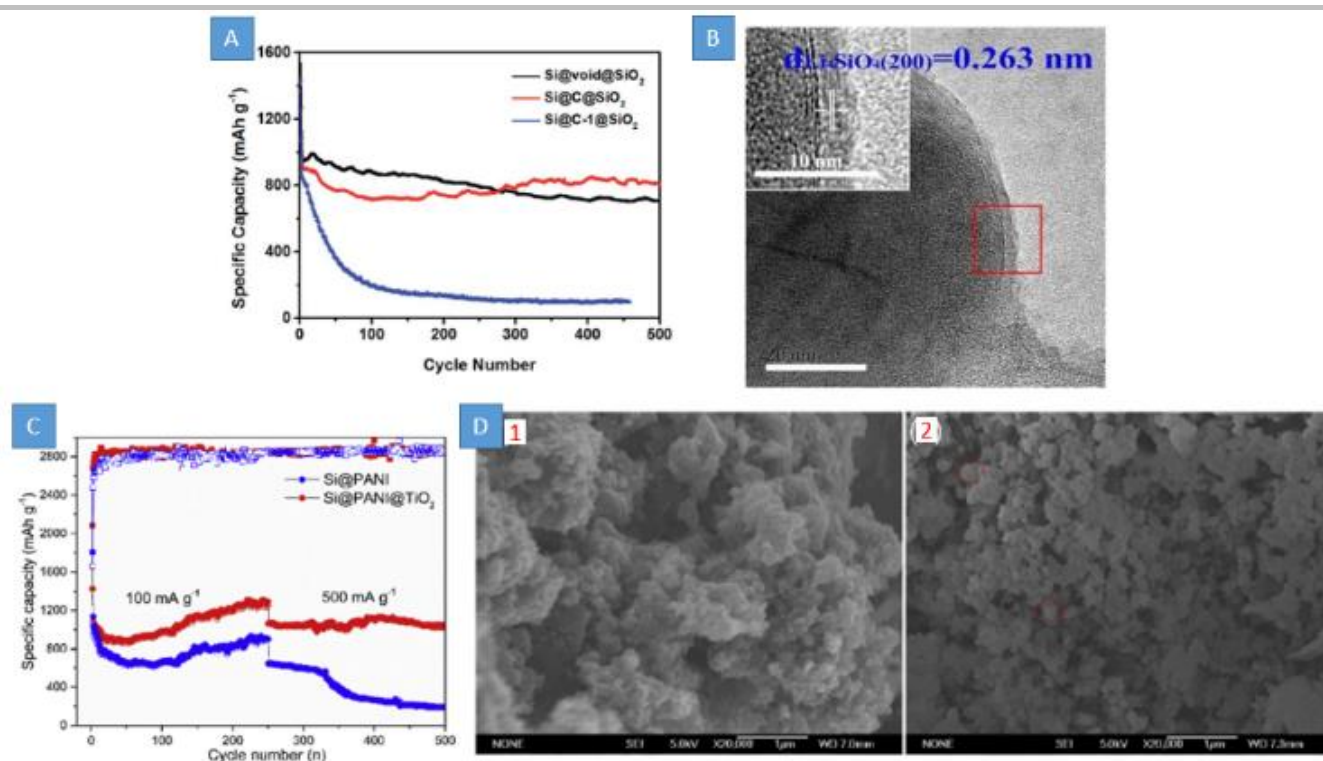 A
1600
1200
800
400
0
Specific Capacity (mAh g⁻¹)
Si@void@SiO₂
Si@C@SiO₂
Si@C-1@SiO₂
0 100 200 300 400 500
Cycle Number
B
SiO₄(200)=0.263 nm
10 nm
C
2800
2400
2000
1600
1200
800
400
0
Specific capacity (mAh g⁻¹)
Si@PANI
Si@PANI@TiO₂
100 mA g⁻¹
500 mA g⁻¹
0 100 200 300 400 500
Cycle number (n)
D
1
NONE SEI 5.0kV X20,000 1µm WD 7.0mm
(2)
NONE SEI 5.0kV X20,000 1µm